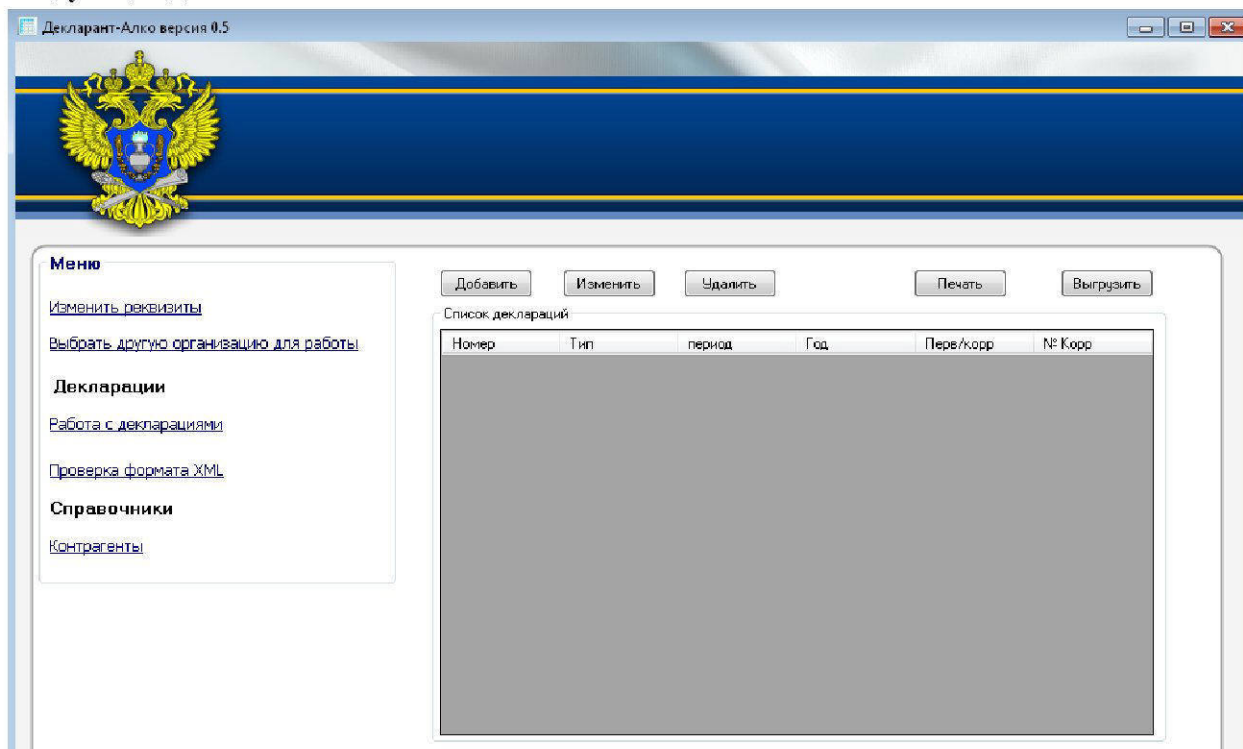 Декларант-Алко версия 0.5
Меню
Изменить реквизиты
Выбрать другую организацию для работы
Декларации
Работа с декларациями
Проверка формата XML
Справочники
Контрагенты
Добавить Изменить Удалить Печать Выгрузить
Список деклараций
Номер Тип период Год Перв/корр № Корр